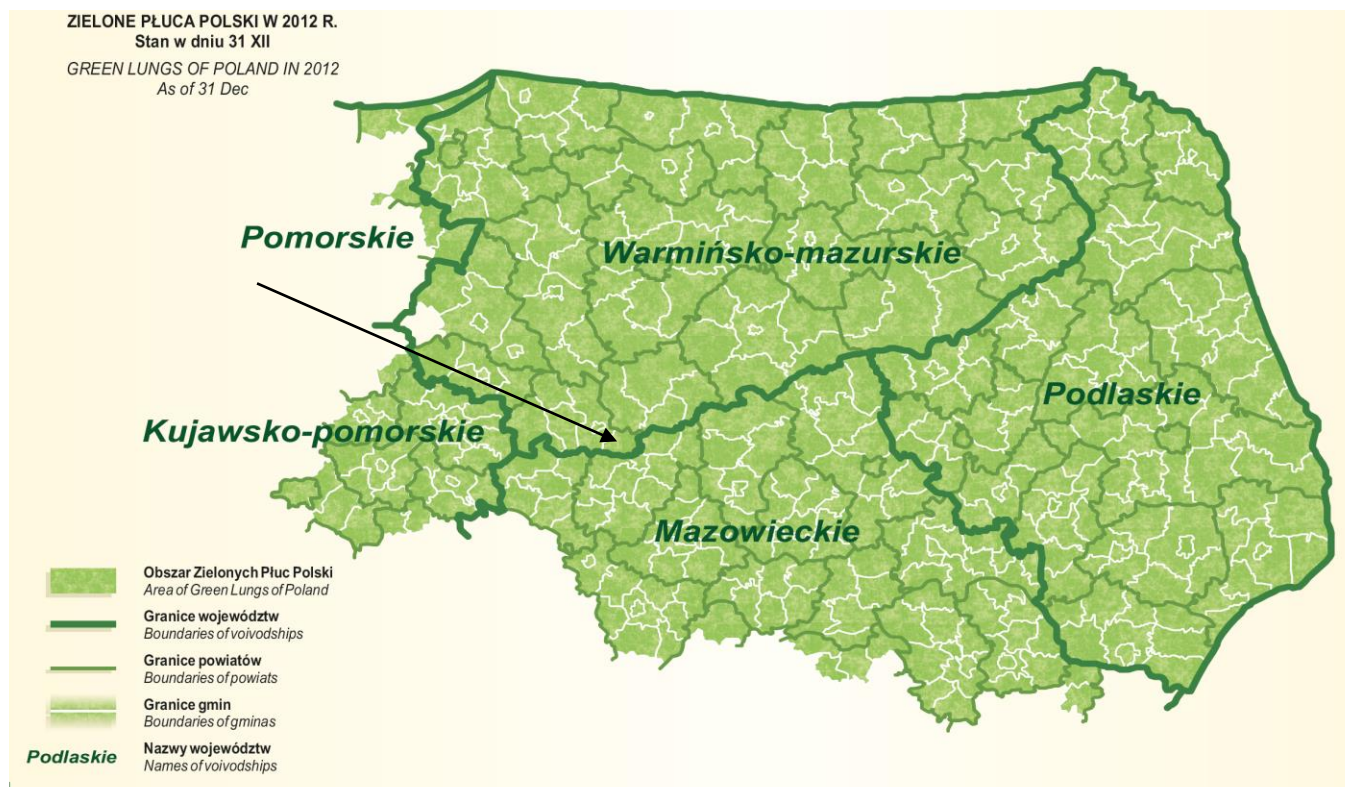 ZIELONE PŁUCA POLSKI W 2012 R.
Stan w dniu 31 XII
GREEN LUNGS OF POLAND IN 2012
As of 31 Dec
Pomorskie
Warmińsko-mazurskie
Podlaskie
Kujawsko-pomorskie
Mazowieckie
Obszar Zielonych Płuc Polski
Area of Green Lungs of Poland
Granice województw
Boundaries of voivodships
Granice powiatów
Boundaries of powiats
Granice gmin
Boundaries of gminas
Podlaskie
Nazwy województw
Names of voivodships